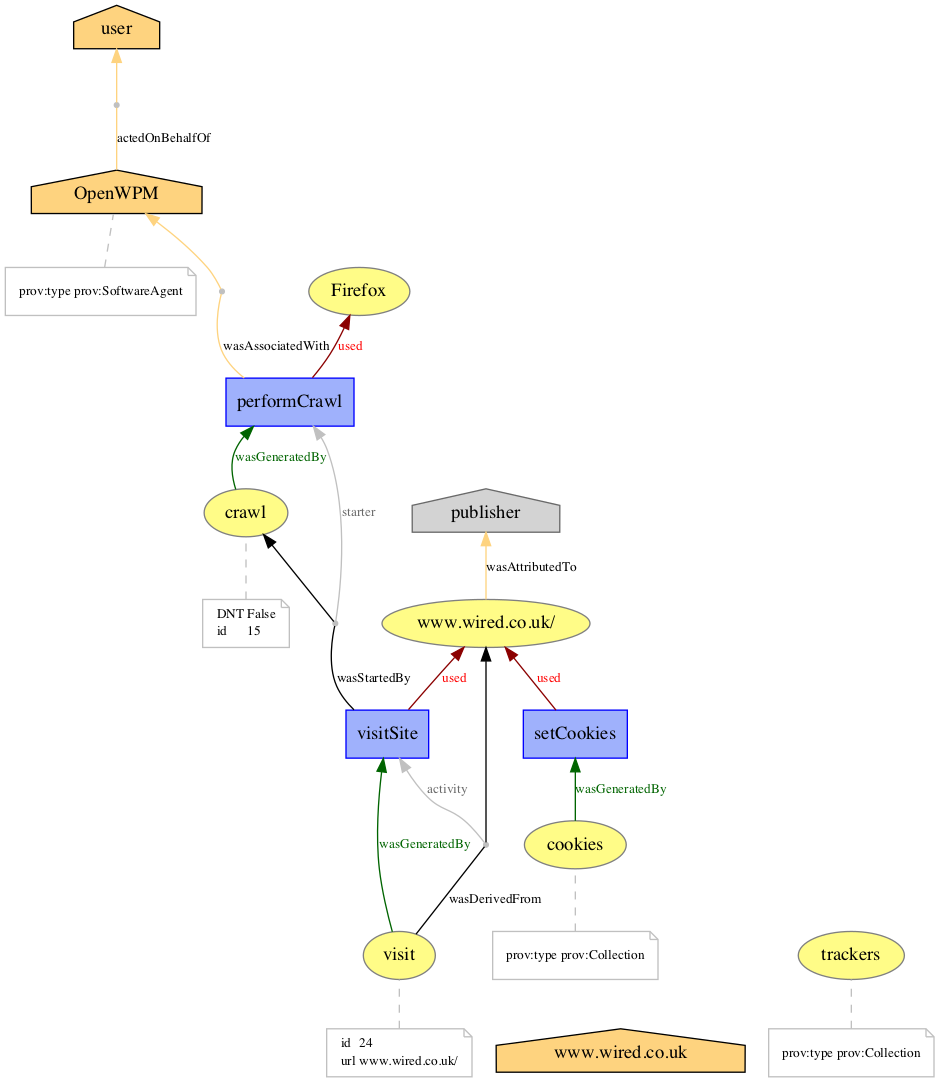 user
actedOnBehalfOf
OpenWPM
prov:type prov:SoftwareAgent
Firefox
wasAssociatedWith
used
performCrawl
wasGeneratedBy
crawl
starter
publisher
wasAttributedTo
DNT False
id 15
www.wired.co.uk/
wasStartedBy
used
used
visitSite
setCookies
activity
wasGeneratedBy
wasGeneratedBy
cookies
wasDerivedFrom
visit
prov:type prov:Collection
trackers
id 24
url www.wired.co.uk/
www.wired.co.uk
prov:type prov:Collection